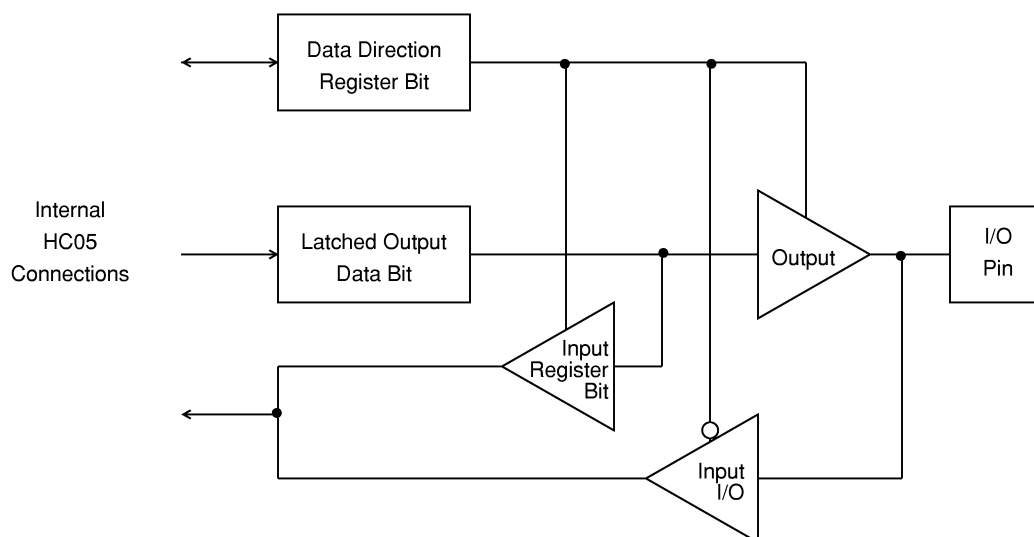 Data Direction
Register Bit
Internal
HC05
Connections
Latched Output
Data Bit
Output
I/O
Pin
Input
Register
Bit
Input
I/O